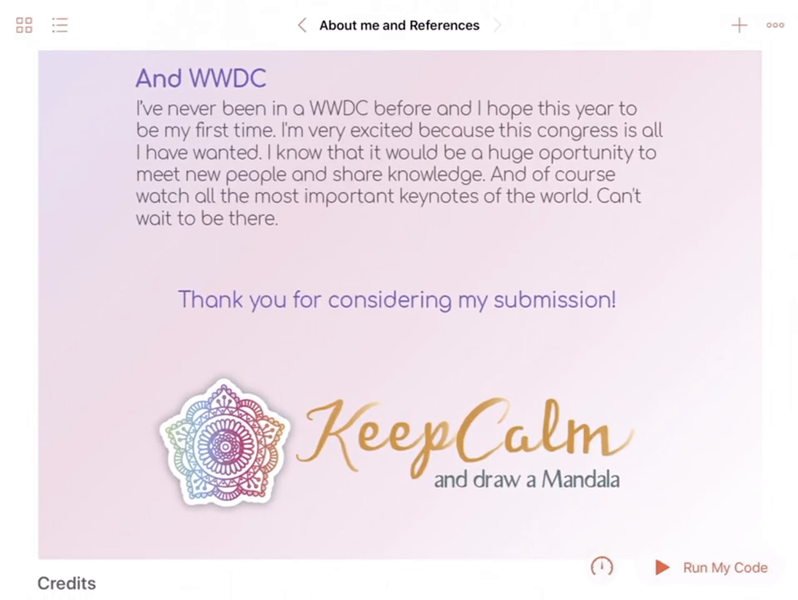 About me and References
And WWDC
I've never been in a WWDC before and I hope this year to
be my first time. I'm very excited because this congress is all
I have wanted. I know that it would be a huge oportunity to
meet new people and share knowledge. And of course
watch all the most important keynotes of the world. Can't
wait to be there.
Thank you for considering my submission!
KeepCalm
and draw a Mandala
Run My Code
Credits